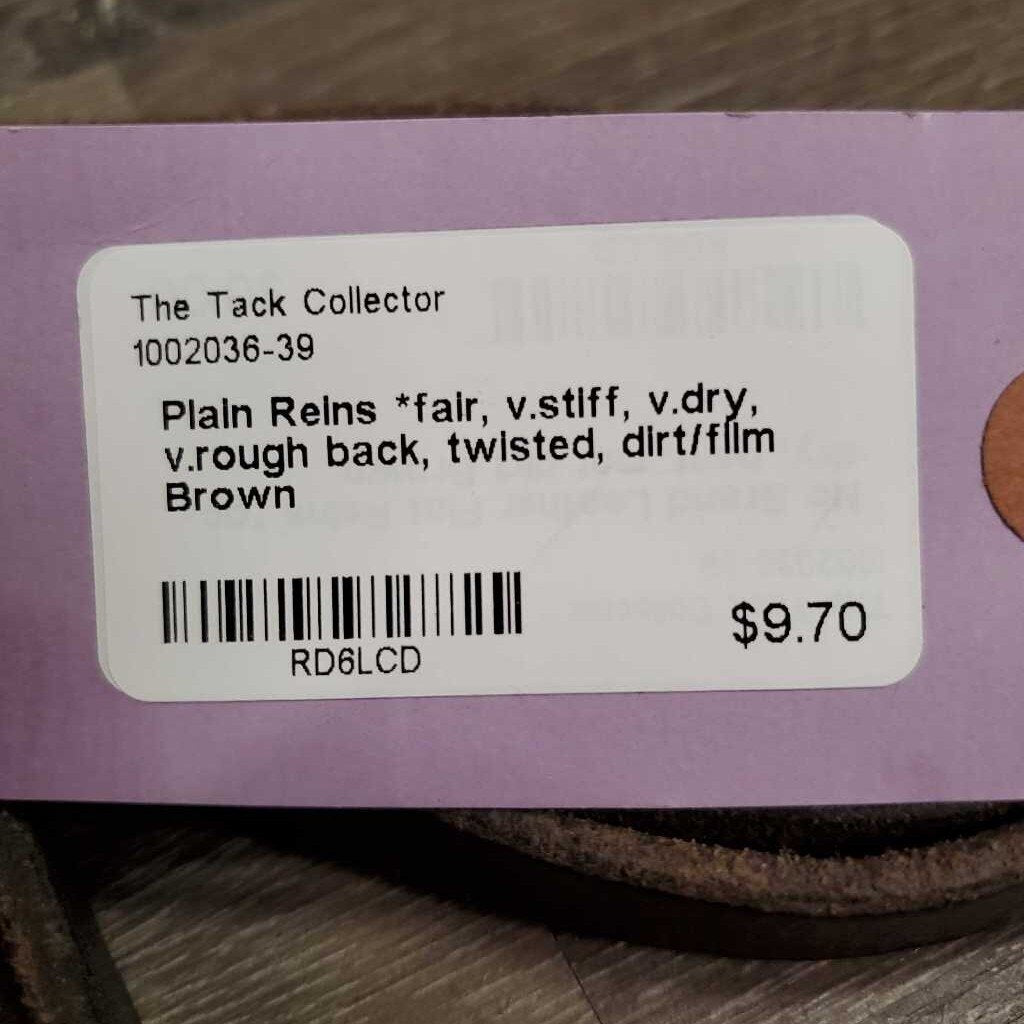 The Tack Collector
1002036-39
Plain Reins *fair, v.stiff, v.dry,
v.rough back, twisted, dirt/film
Brown
RD6LCD
$9.70